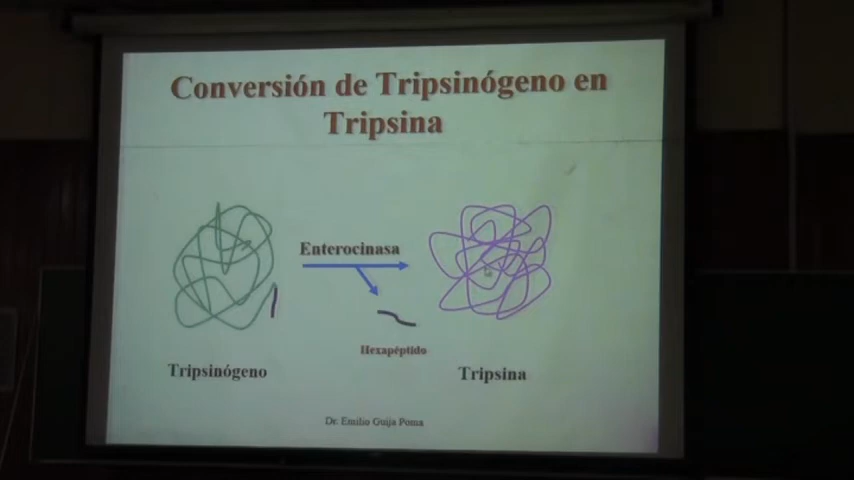 Conversión de Tripsinógeno en
Tripsina
Enterocinasa
Hexapéptido
Tripsinógeno
Tripsina
Dr. Emilio Guija Poma